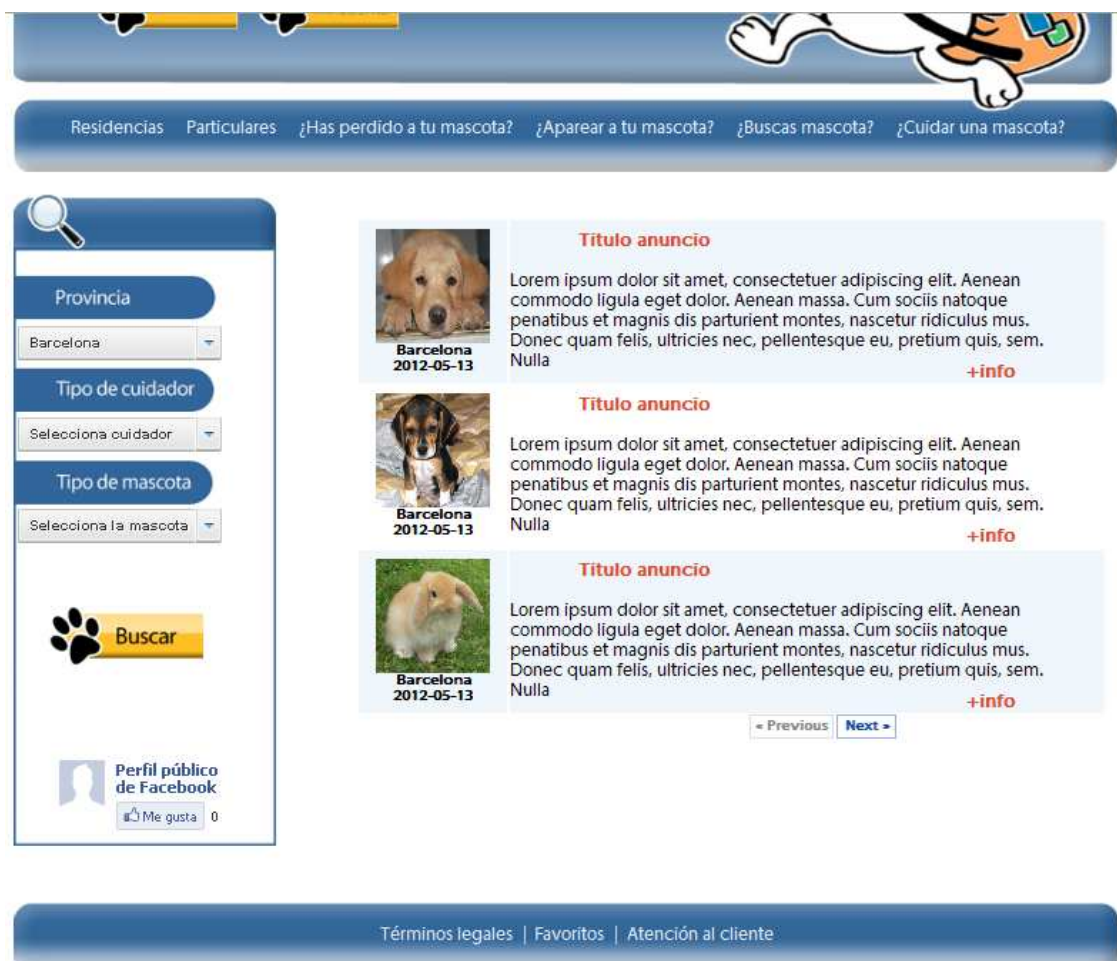 Residencias Particulares ¿Has perdido a tu mascota? ¿Aparear a tu mascota? ¿Buscas mascota? ¿Cuidar una mascota?
Provincia
Barcelona
Tipo de cuidador
Selecciona cuidador
Tipo de mascota
Selecciona la mascota
Buscar
Perfil público
de Facebook
Me gusta 0
Título anuncio
Lorem ipsum dolor sit amet, consectetuer adipiscing elit. Aenean
commodo ligula eget dolor. Aenean massa. Cum sociis natoque
penatibus et magnis dis parturient montes, nascetur ridiculus mus.
Donec quam felis, ultricies nec, pellentesque eu, pretium quis, sem.
Nulla
+info
Barcelona
2012-05-13
Título anuncio
Lorem ipsum dolor sit amet, consectetuer adipiscing elit. Aenean
commodo ligula eget dolor. Aenean massa. Cum sociis natoque
penatibus et magnis dis parturient montes, nascetur ridiculus mus.
Donec quam felis, ultricies nec, pellentesque eu, pretium quis, sem.
Nulla
+info
Barcelona
2012-05-13
Título anuncio
Lorem ipsum dolor sit amet, consectetuer adipiscing elit. Aenean
commodo ligula eget dolor. Aenean massa. Cum sociis natoque
penatibus et magnis dis parturient montes, nascetur ridiculus mus.
Donec quam felis, ultricies nec, pellentesque eu, pretium quis, sem.
Nulla
+info
Barcelona
2012-05-13
« Previous Next »
Términos legales | Favoritos | Atención al cliente